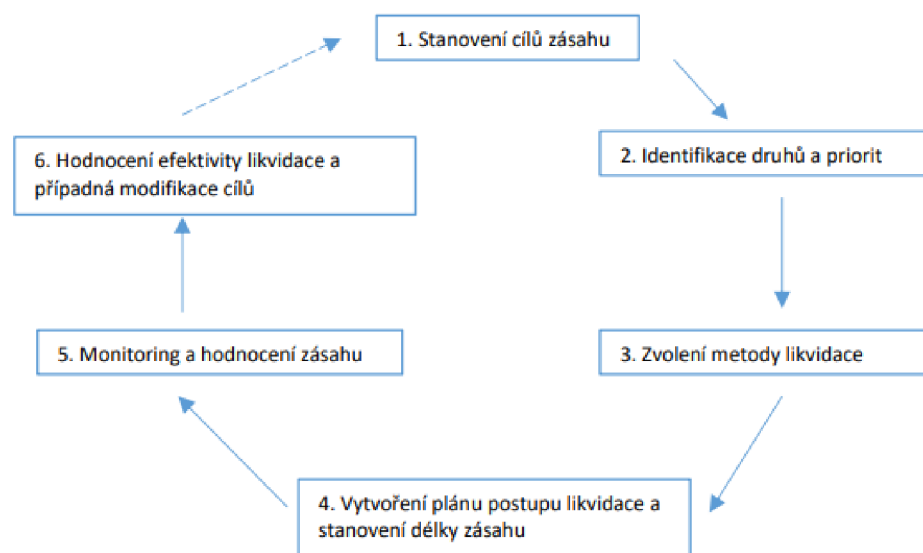 1. Stanovení cílů zásahu
2. Identifikace druhů a priorit
3. Zvolení metody likvidace
4. Vytvoření plánu postupu likvidace a
stanovení délky zásahu
5. Monitoring a hodnocení zásahu
6. Hodnocení efektivity likvidace a
případná modifikace cílů